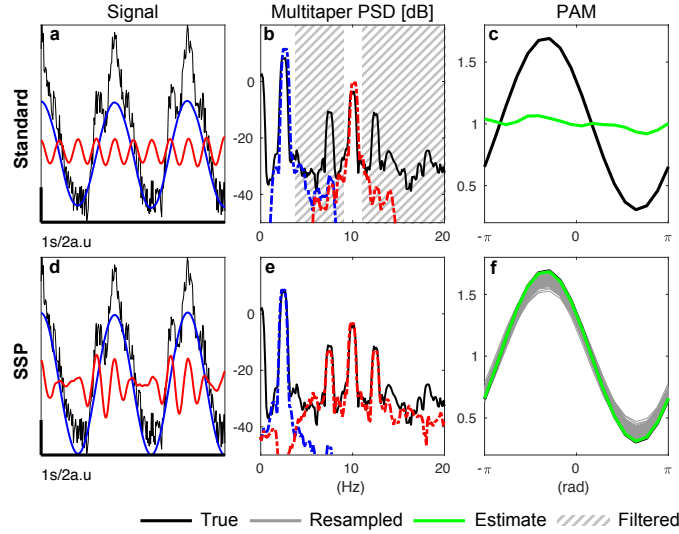 Signal
Multitaper PSD [dB]
PAM
Standard
a
b
c
0
-20
-40
0
10
20
1.5
1
0.5
-π
0
π
1s/2a.u
SSP
d
e
f
0
-20
-40
0
10
20
(Hz)
1.5
1
0.5
-π
0
π
(rad)
1s/2a.u
True
Resampled
Estimate
Filtered